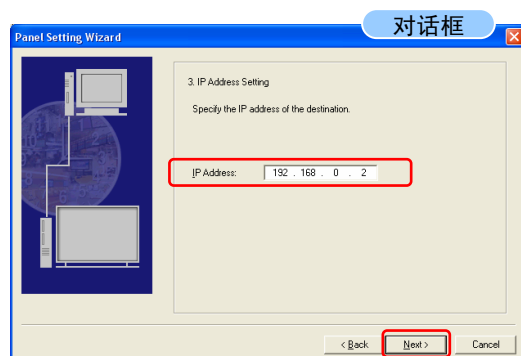 对话框
Panel Setting Wizard
3. IP Address Setting
Specify the IP address of the destination.
IP Address: 192 . 168 . 0 . 2
< Back Next > Cancel